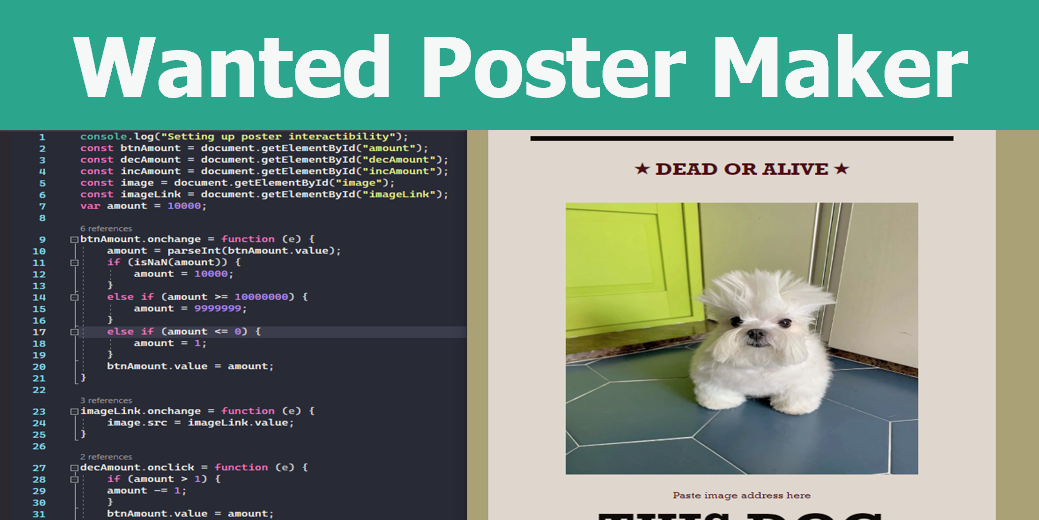 Wanted Poster Maker
1 console.log("Setting up poster interactibility");
2 const btnAmount = document.getElementById("amount");
3 const decAmount = document.getElementById("decAmount");
4 const incAmount = document.getElementById("incAmount");
5 const image = document.getElementById("image");
6 const imageLink = document.getElementById("imageLink");
7 var amount = 10000;
8
6 references
9 btnAmount.onchange = function (e) {
10 amount = parseInt(btnAmount.value);
11 if (isNaN(amount)) {
12 amount = 10000;
13 }
14 else if (amount >= 10000000) {
15 amount = 9999999;
16 }
17 else if (amount <= 0) {
18 amount = 1;
19 }
20 btnAmount.value = amount;
21 }
22
3 references
23 imageLink.onchange = function (e) {
24 image.src = imageLink.value;
25 }
26
2 references
27 decAmount.onclick = function (e) {
28 if (amount > 1) {
29 amount -= 1;
30 }
31 btnAmount.value = amount;
★ DEAD OR ALIVE ★
Paste image address here
THIS DOG